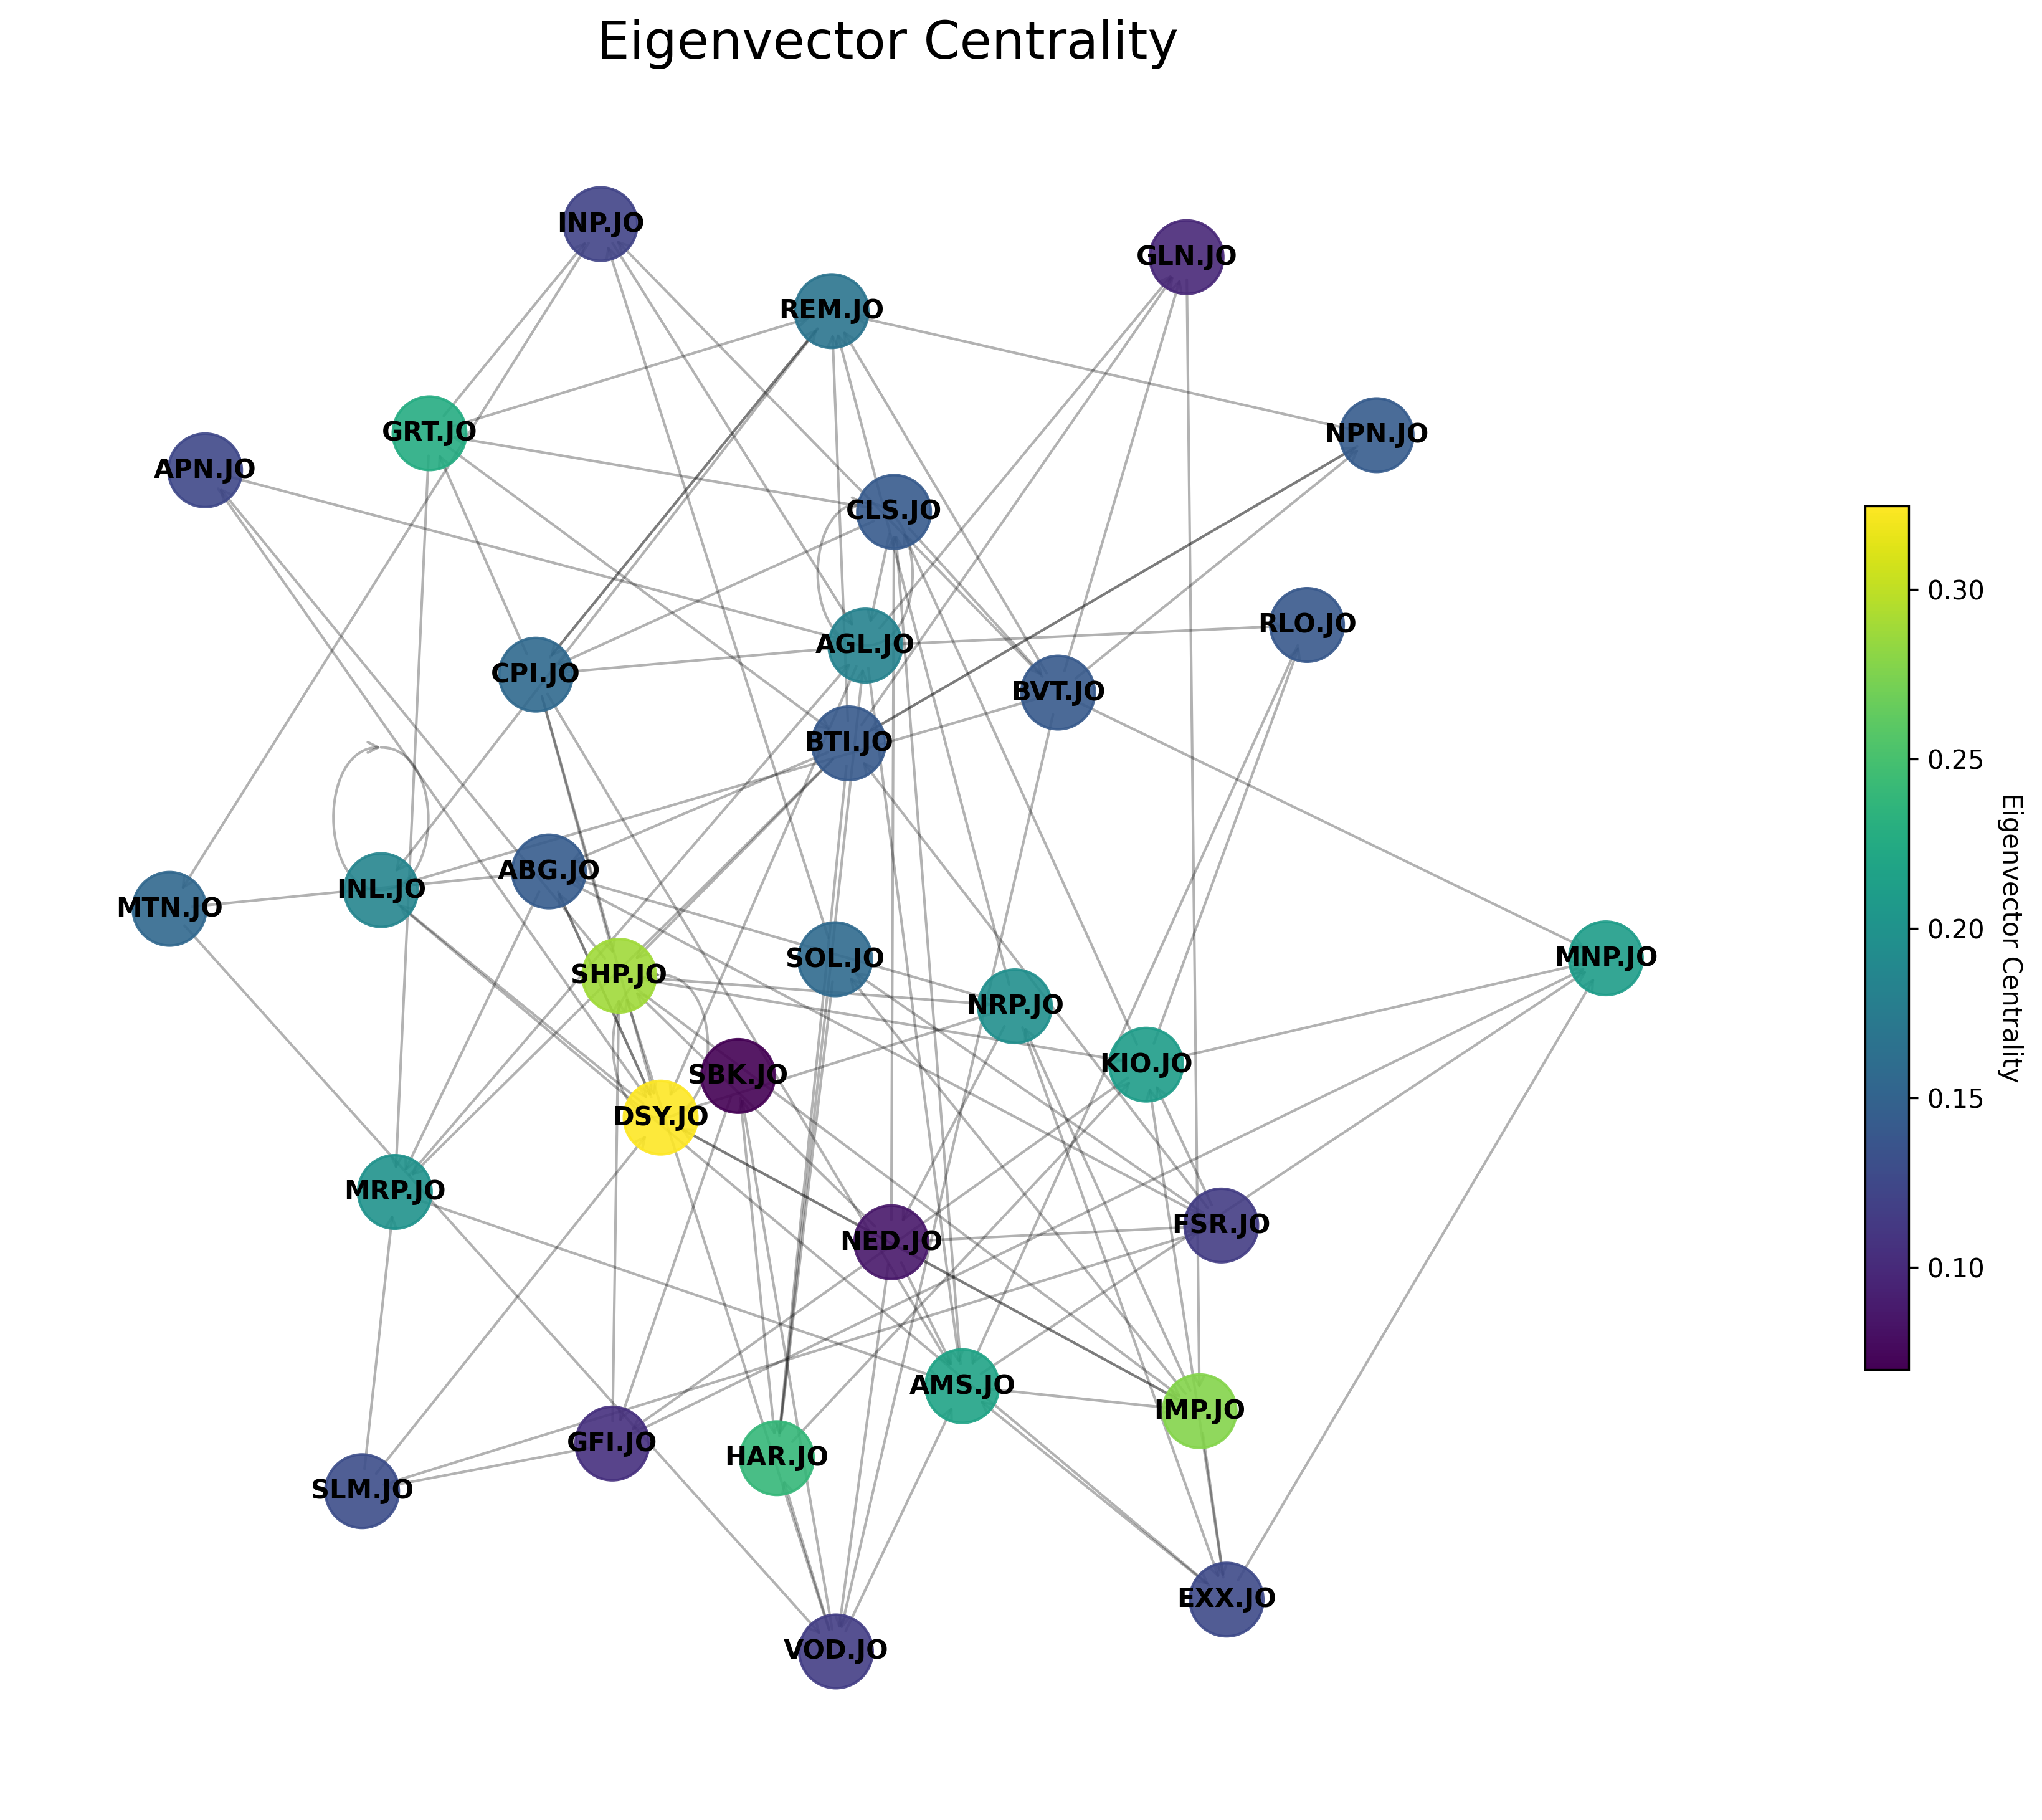 Eigenvector Centrality
INP.JO
GLN.JO
REM.JO
GRT.JO
NPN.JO
APN.JO
CLS.JO
RLO.JO
AGL.JO
CPI.JO
BVT.JO
BTI.JO
ABG.JO
INL.JO
MTN.JO
SOL.JO
MNP.JO
SHP.JO
NRP.JO
KIO.JO
SBK.JO
DSY.JO
MRP.JO
FSR.JO
NED.JO
AMS.JO
IMP.JO
GFI.JO
HAR.JO
SLM.JO
EXX.JO
VOD.JO
0.30
0.25
0.20
0.15
0.10
Eigenvector Centrality